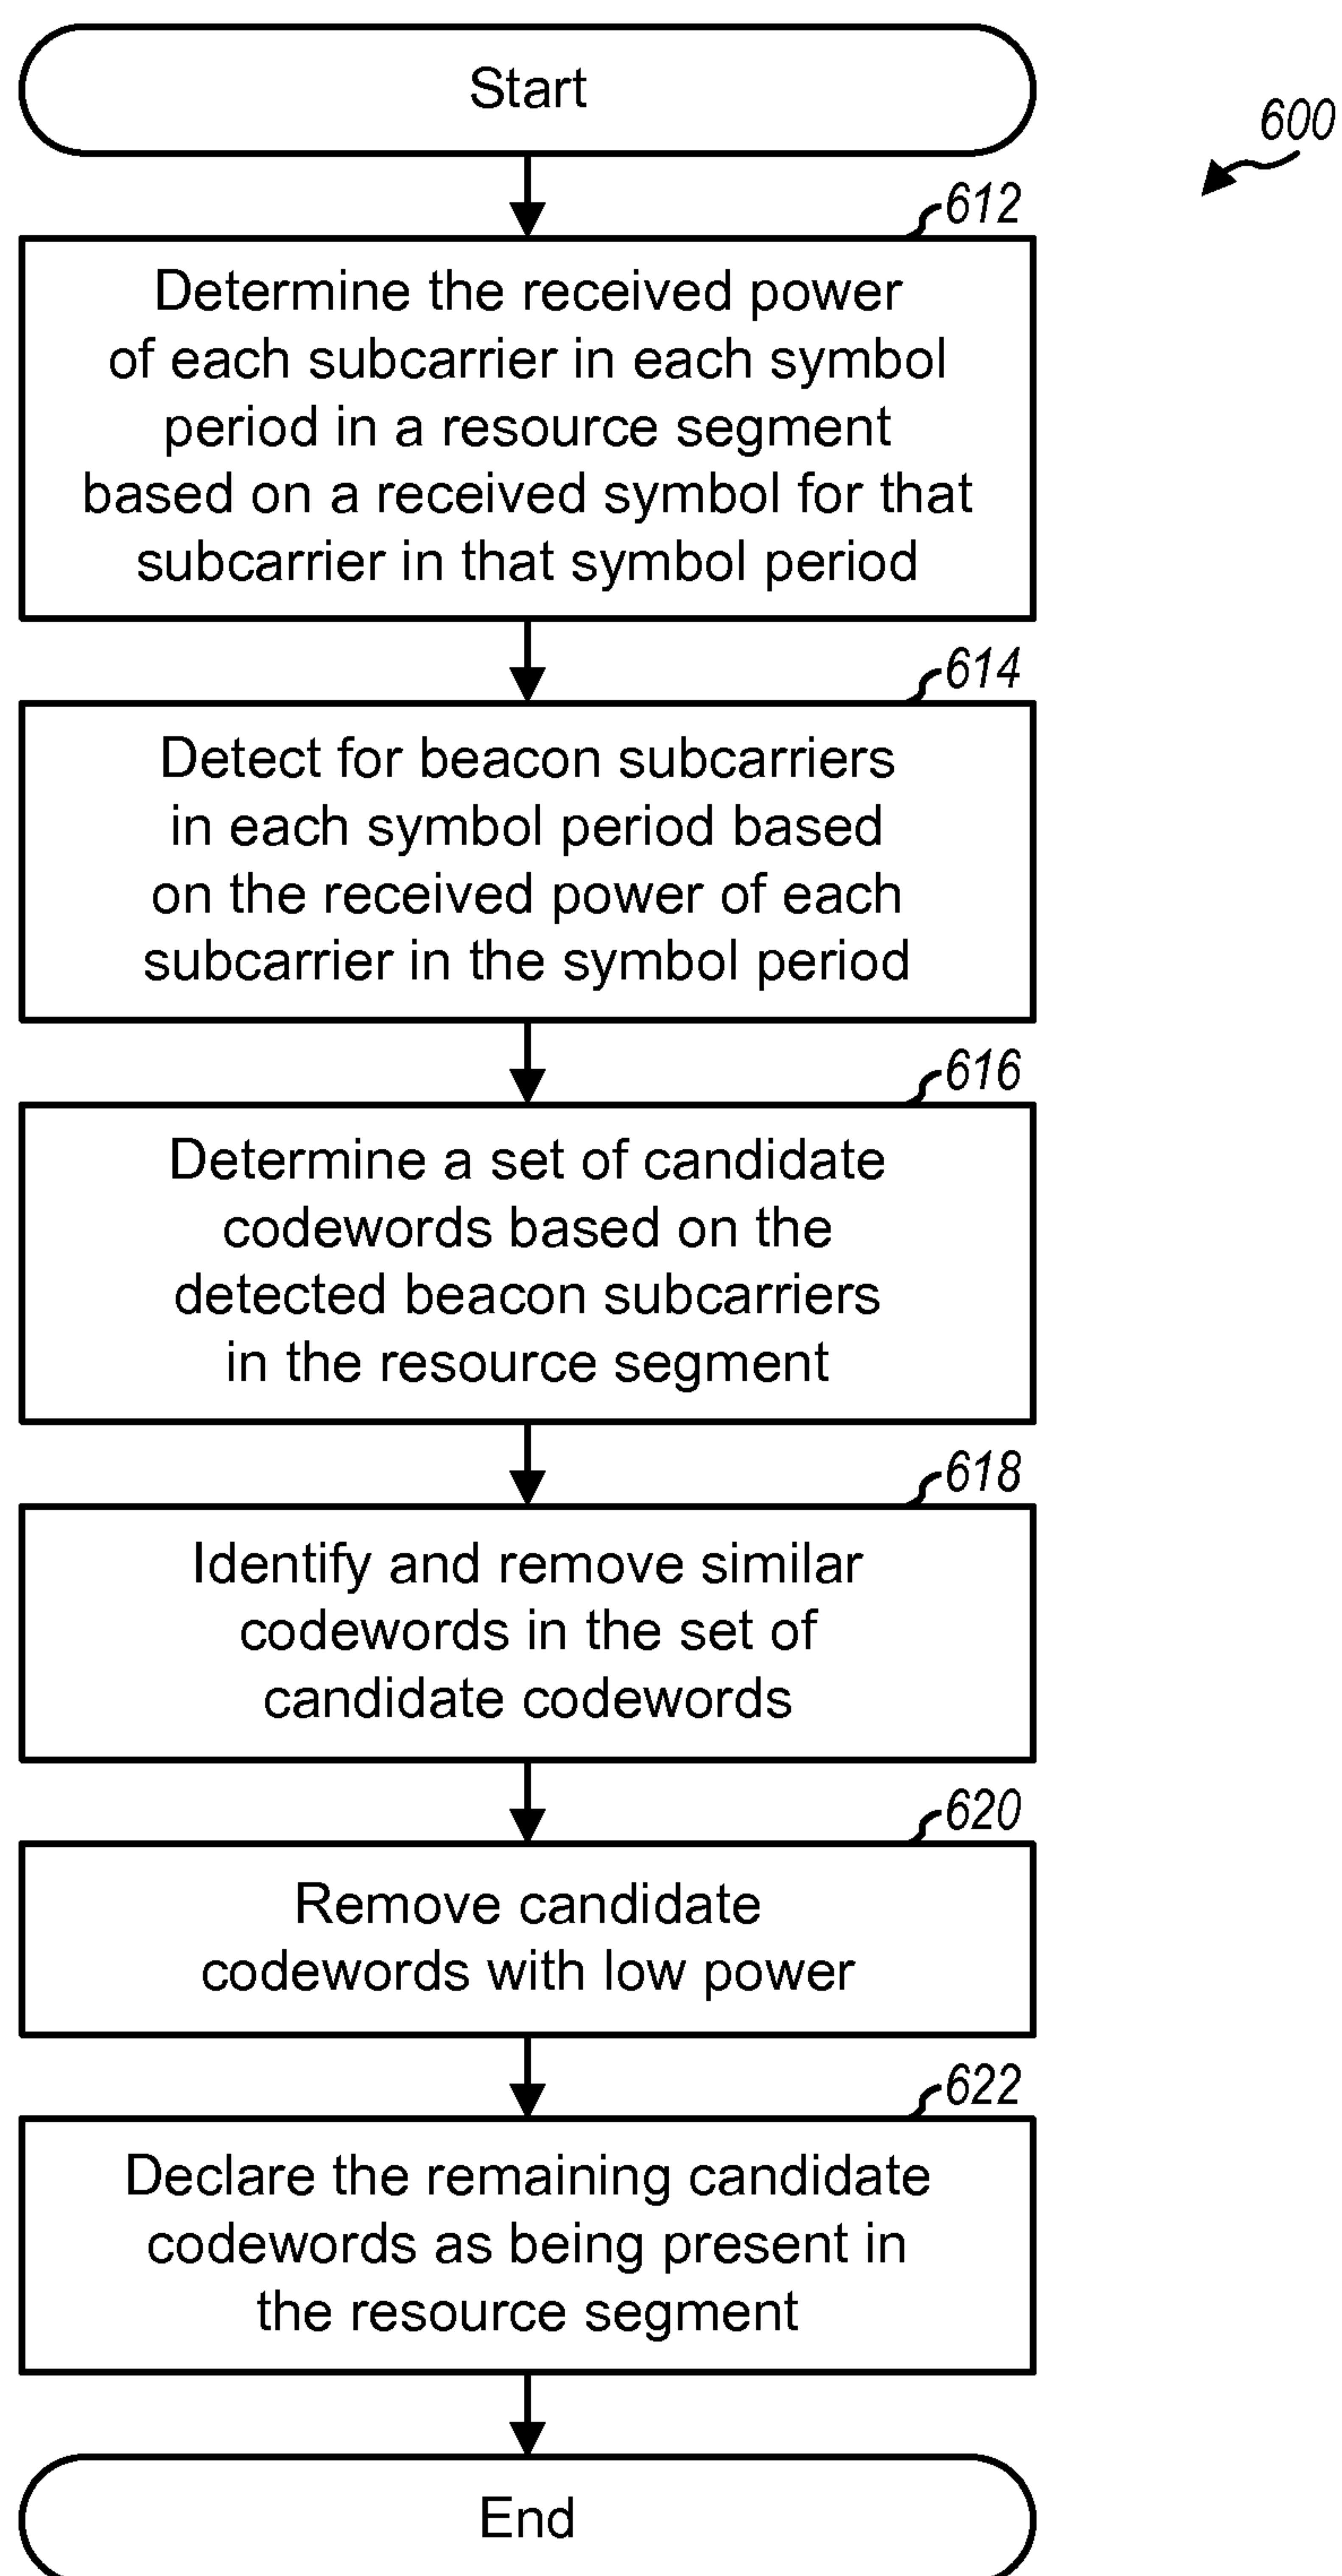 Start
600
612
Determine the received power
of each subcarrier in each symbol
period in a resource segment
based on a received symbol for that
subcarrier in that symbol period
614
Detect for beacon subcarriers
in each symbol period based
on the received power of each
subcarrier in the symbol period
616
Determine a set of candidate
codewords based on the
detected beacon subcarriers
in the resource segment
618
Identify and remove similar
codewords in the set of
candidate codewords
620
Remove candidate
codewords with low power
622
Declare the remaining candidate
codewords as being present in
the resource segment
End